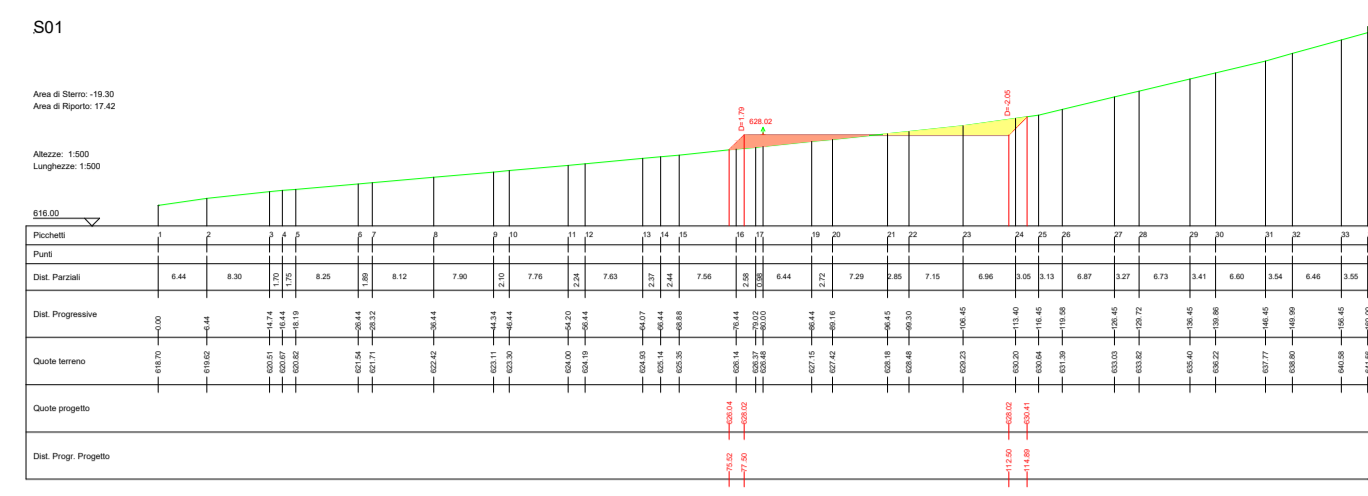 S01
Area di Sterro: -19.30
Area di Riporto: 17.42
Altezze: 1:500
Lunghezze: 1:500
D=1.79 628.02 D=-2.05
616.00
Picchetti 1 2 3 4 5 6 7 8 9 10 11 12 13 14 15 16 17 19 20 21 22 23 24 25 26 27 28 29 30 31 32 33
Punti
Dist. Parziali 6.44 8.30 1.70 1.75 8.25 1.89 8.12 7.90 2.10 7.76 2.24 7.63 2.37 2.44 7.56 2.58 0.98 6.44 2.72 7.29 2.85 7.15 6.96 3.05 3.13 6.87 3.27 6.73 3.41 6.60 3.54 6.46 3.55
Dist. Progressive 0.00 6.44 14.74 16.44 18.19 26.44 28.32 36.44 44.34 46.44 54.20 56.44 64.07 66.44 68.88 76.44 79.02 80.00 86.44 89.16 96.45 99.30 106.45 113.40 116.45 119.58 126.45 129.72 136.45 139.86 146.45 149.99 156.45
Quote terreno 618.70 619.62 620.51 620.67 620.82 621.54 621.71 622.42 623.11 623.30 624.00 624.19 624.93 625.14 625.35 626.14 626.37 626.48 627.15 627.42 628.18 628.48 629.23 630.20 630.64 631.39 633.03 633.82 635.40 636.22 637.77 638.80 640.58
Quote progetto 626.04 628.02 628.02 630.41
Dist. Progr. Progetto 75.52 77.50 112.50 114.89